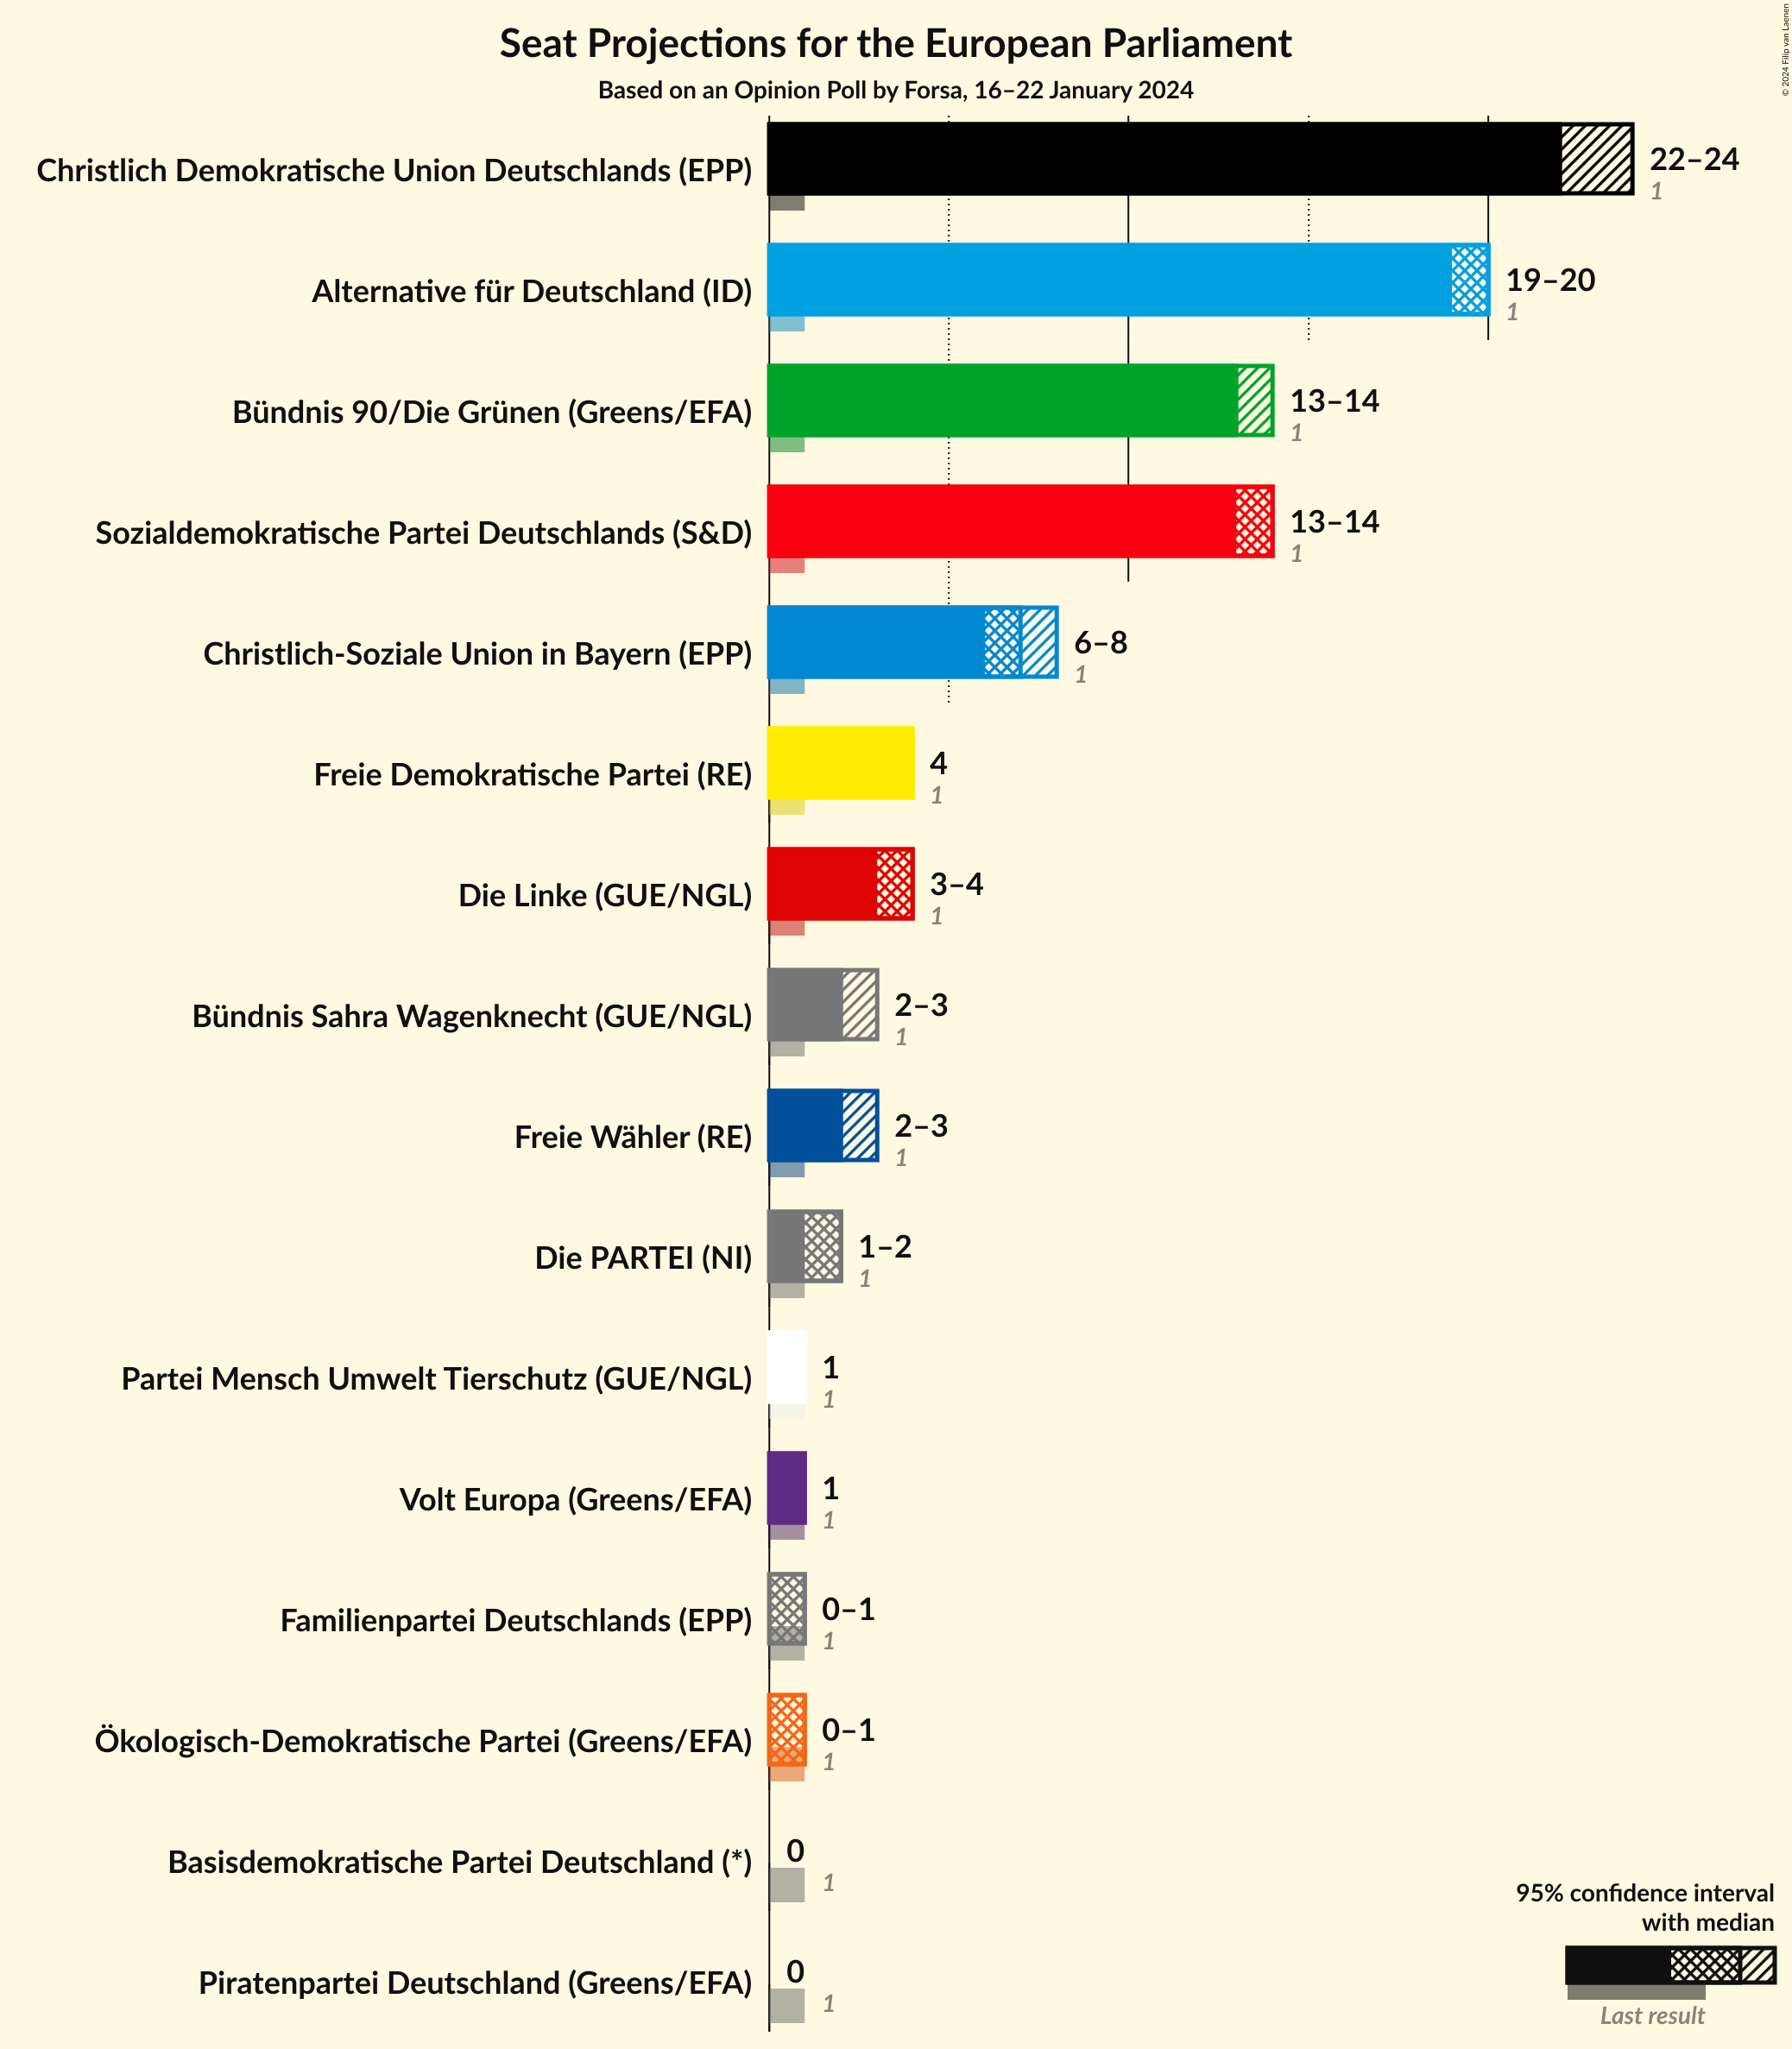 Seat Projections for the European Parliament
Based on an Opinion Poll by Forsa, 16–22 January 2024
© 2024 Filip van Laenen
Christlich Demokratische Union Deutschlands (EPP)
22–24
1
Alternative für Deutschland (ID)
19–20
1
Bündnis 90/Die Grünen (Greens/EFA)
13–14
1
Sozialdemokratische Partei Deutschlands (S&D)
13–14
1
Christlich-Soziale Union in Bayern (EPP)
6–8
1
Freie Demokratische Partei (RE)
4
1
Die Linke (GUE/NGL)
3–4
1
Bündnis Sahra Wagenknecht (GUE/NGL)
2–3
1
Freie Wähler (RE)
2–3
1
Die PARTEI (NI)
1–2
1
Partei Mensch Umwelt Tierschutz (GUE/NGL)
1
1
Volt Europa (Greens/EFA)
1
1
Familienpartei Deutschlands (EPP)
0–1
1
Ökologisch-Demokratische Partei (Greens/EFA)
0–1
1
Basisdemokratische Partei Deutschland (*)
0
1
Piratenpartei Deutschland (Greens/EFA)
0
1
95% confidence interval
with median
Last result